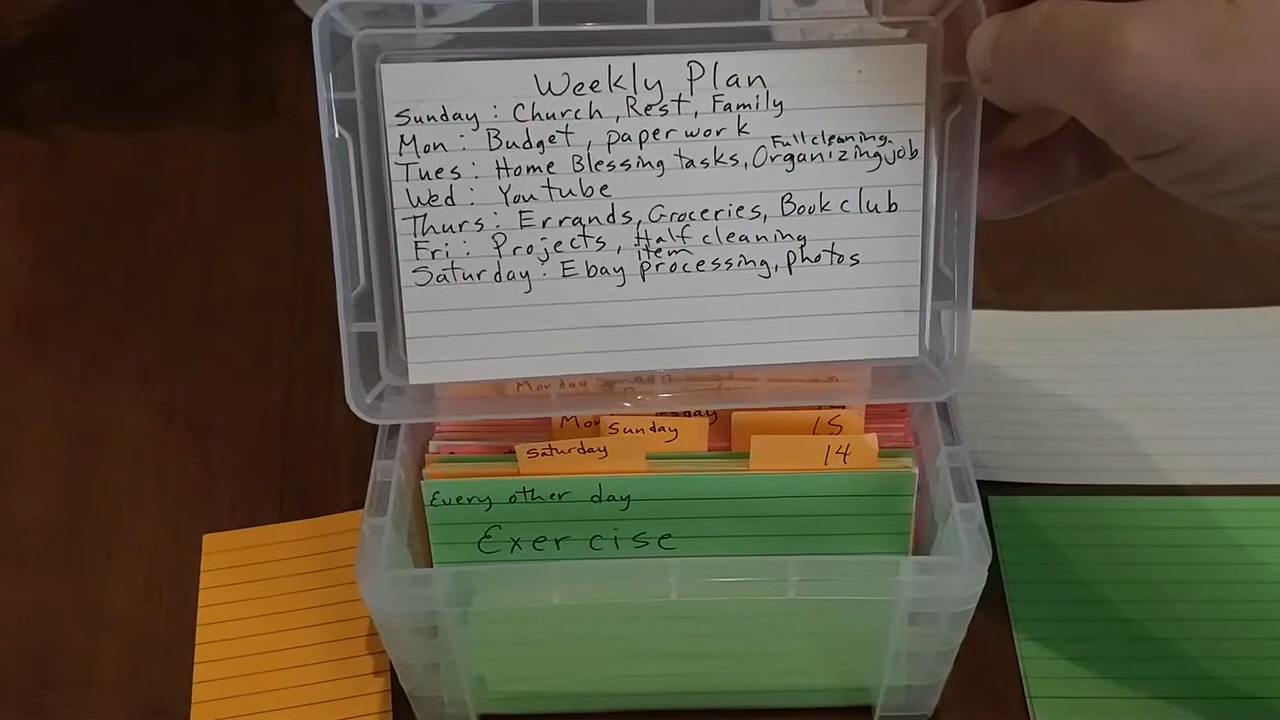 Weekly Plan
Sunday : Church, Rest, Family
Mon : Budget, paperwork
Full cleaning
Tues : Home Blessing tasks, Organizing job
Wed : Youtube
Thurs : Errands, Groceries, Book club
Fri : Projects, Half cleaning
item
Saturday : Ebay processing, photos
Monday
15
Sunday
Saturday
14
Every other day
Exercise